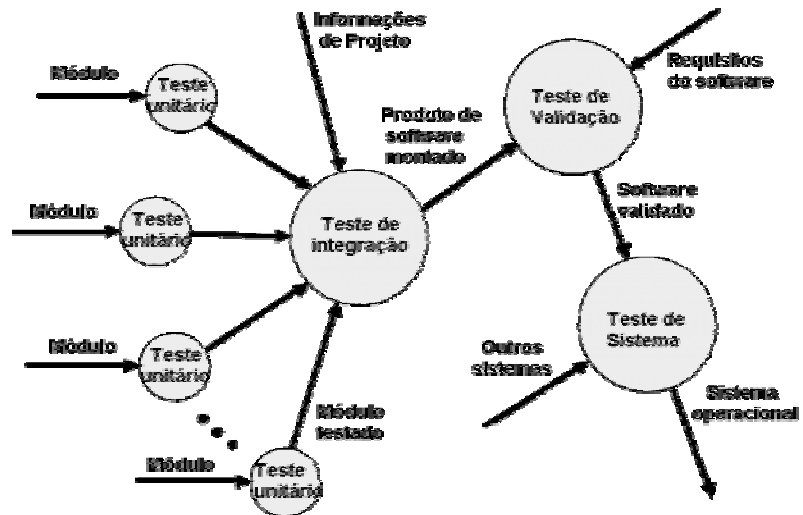 Informações
de Projeto
Módulo
Teste
unitário
Produto de
software
montado
Teste de
Validação
Requisitos
do software
Módulo
Teste
unitário
Teste de
integração
Software
validado
Módulo
Teste
unitário
Módulo
testado
Outros
sistemas
Teste de
Sistema
Sistema
operacional
Módulo
Teste
unitário